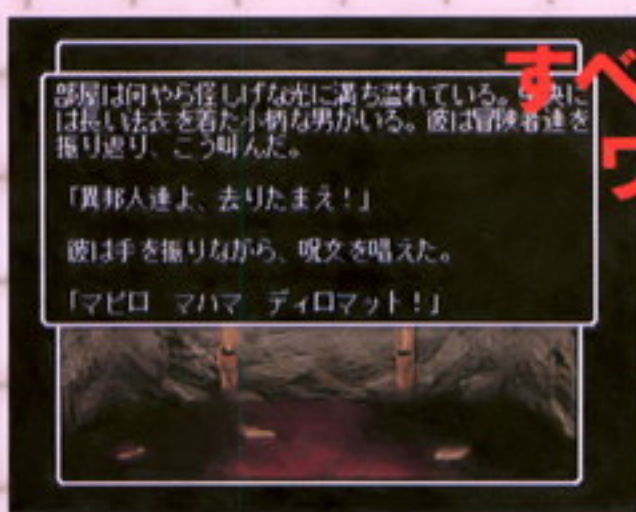 部屋は何やら怪しげな光に満ち溢れている。中央に
は長い法衣を着た小柄な男がいる。彼は冒険者達を
振り返り、こう叫んだ。
「異邦人達よ、去りたまえ!」
彼は手を振りながら、呪文を唱えた。
「マピロ マハマ ディロマット!」
すべ
ワ